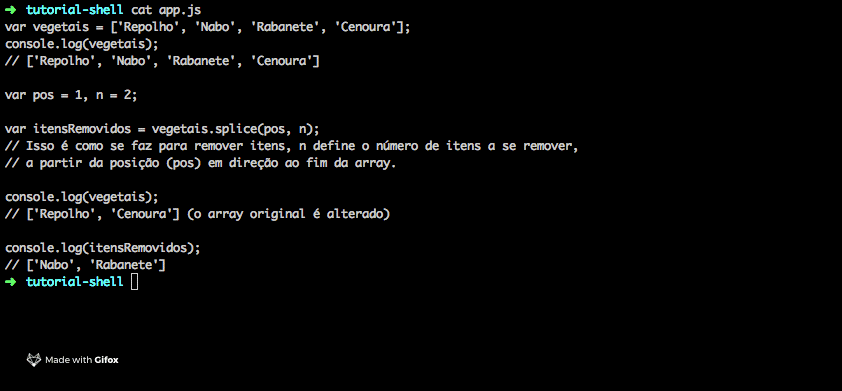 ➜ tutorial-shell cat app.js
var vegetais = ['Repolho', 'Nabo', 'Rabanete', 'Cenoura'];
console.log(vegetais);
// ['Repolho', 'Nabo', 'Rabanete', 'Cenoura']
var pos = 1, n = 2;
var itensRemovidos = vegetais.splice(pos, n);
// Isso é como se faz para remover itens, n define o número de itens a se remover,
// a partir da posição (pos) em direção ao fim da array.
console.log(vegetais);
// ['Repolho', 'Cenoura'] (o array original é alterado)
console.log(itensRemovidos);
// ['Nabo', 'Rabanete']
➜ tutorial-shell
Made with Gifox